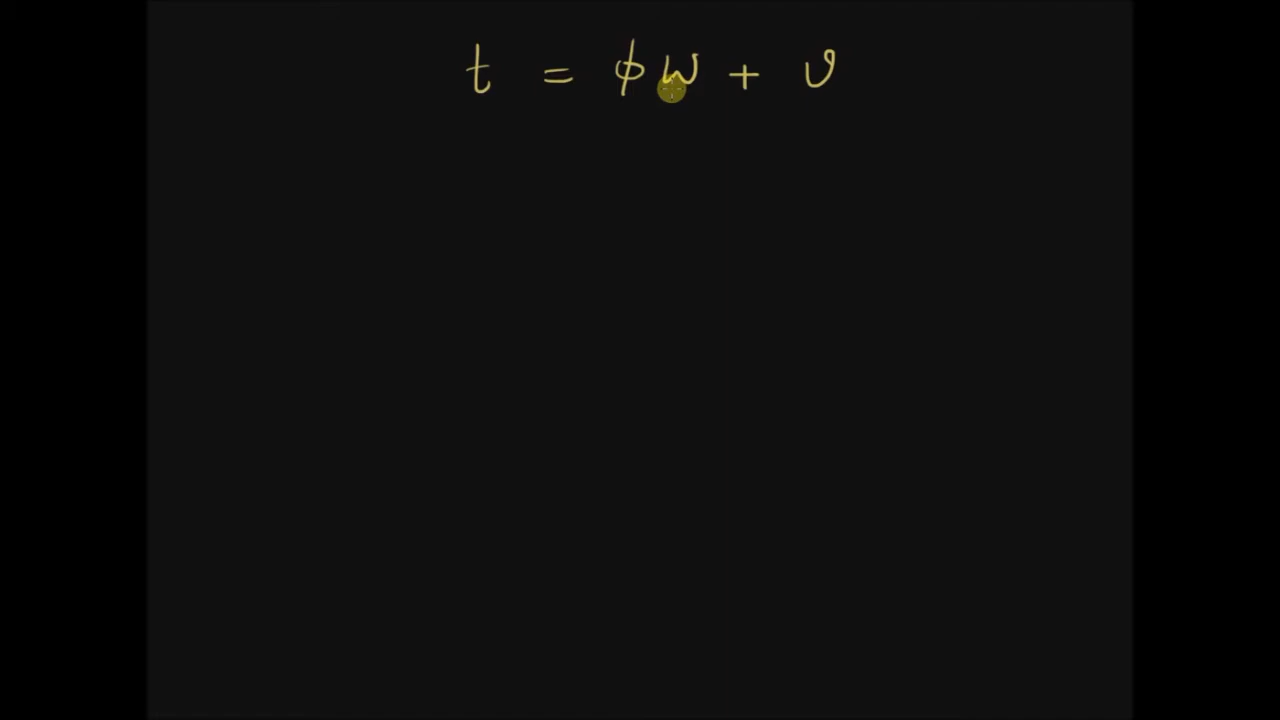 t = φw + v